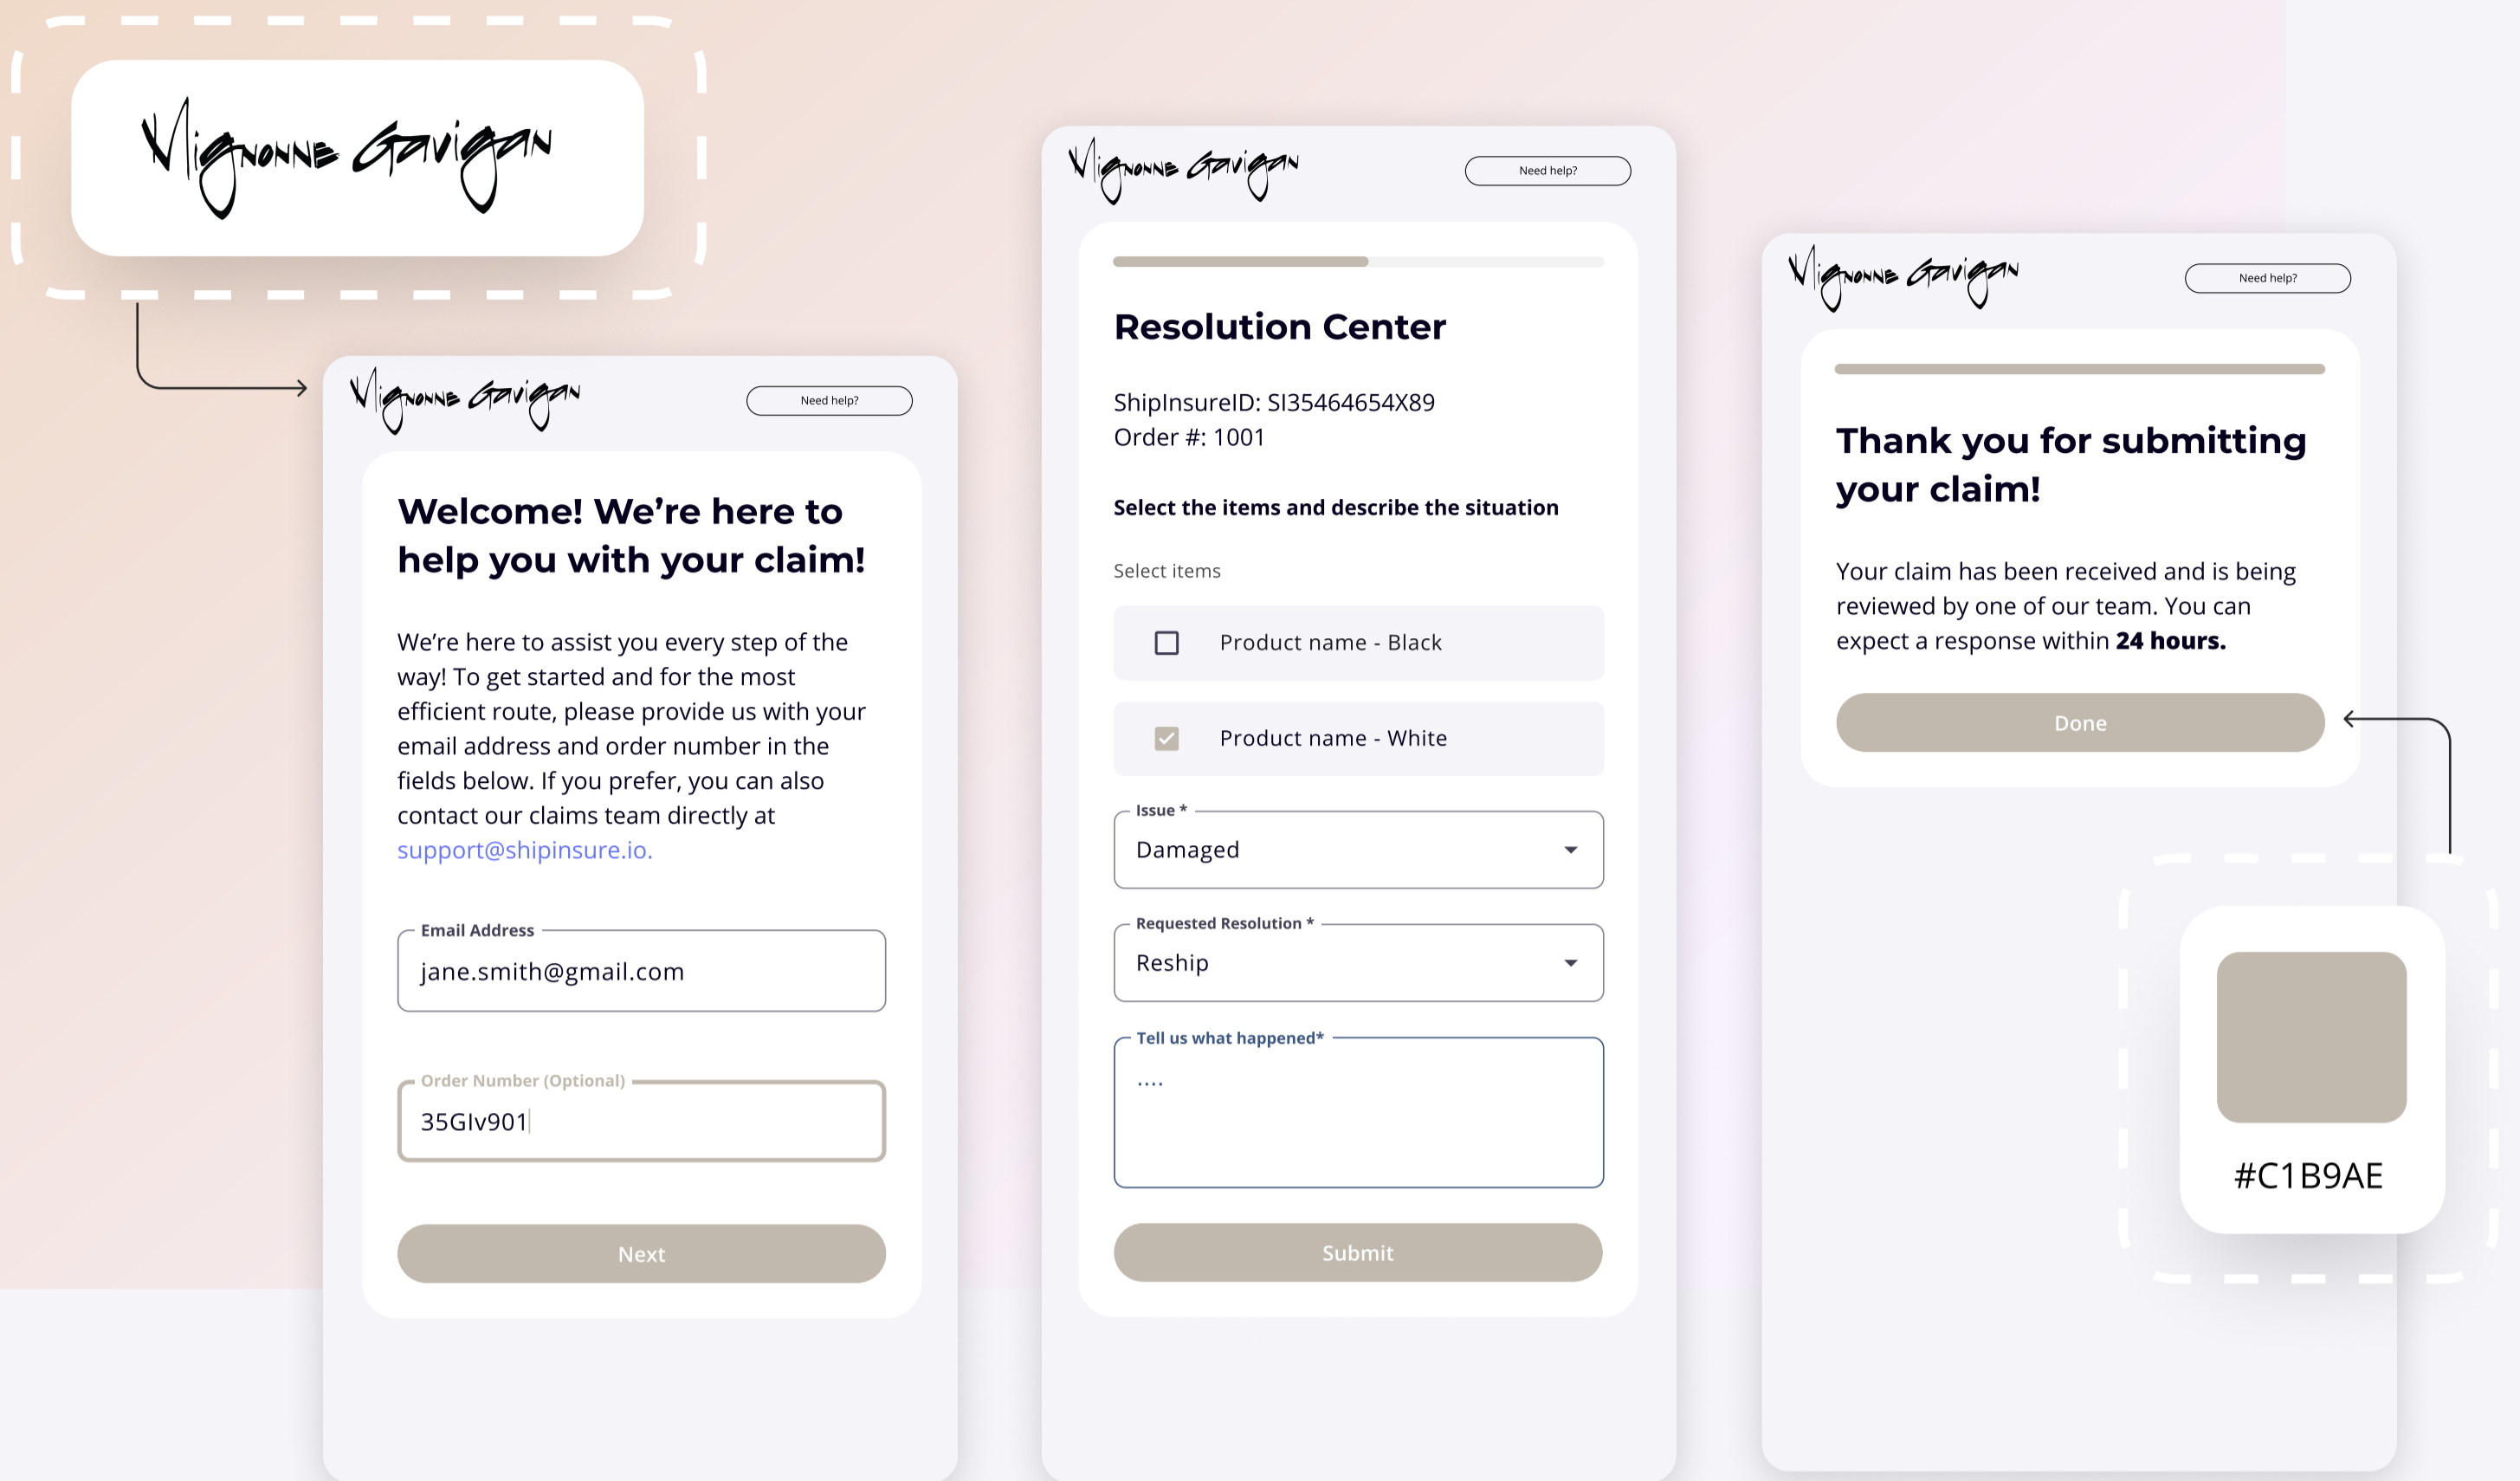 Vignonne Gavigan
Vignonne Gavigan
Need help?
Welcome! We’re here to
help you with your claim!
We’re here to assist you every step of the
way! To get started and for the most
efficient route, please provide us with your
email address and order number in the
fields below. If you prefer, you can also
contact our claims team directly at
support@shipinsure.io.
Email Address
jane.smith@gmail.com
Order Number (Optional)
35GIv901
Next
Vignonne Gavigan
Need help?
Resolution Center
ShipInsureID: SI35464654X89
Order #: 1001
Select the items and describe the situation
Select items
Product name - Black
Product name - White
Issue *
Damaged
Requested Resolution *
Reship
Tell us what happened*
....
Submit
Vignonne Gavigan
Need help?
Thank you for submitting
your claim!
Your claim has been received and is being
reviewed by one of our team. You can
expect a response within 24 hours.
Done
#C1B9AE